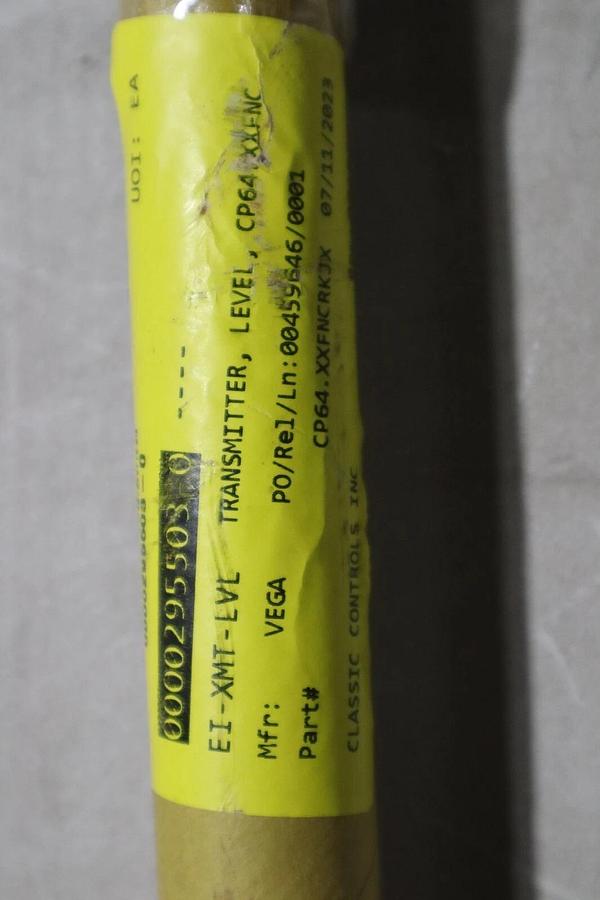 UOI: EA
0000295503 0
EI-XMT-LVL TRANSMITTER, LEVEL, CP64.XXFNC
Mfr: VEGA PO/Rel/Ln:00459646/0001
Part# CP64.XXFNCRKJX 07/11/2023
CLASSIC CONTROLS INC